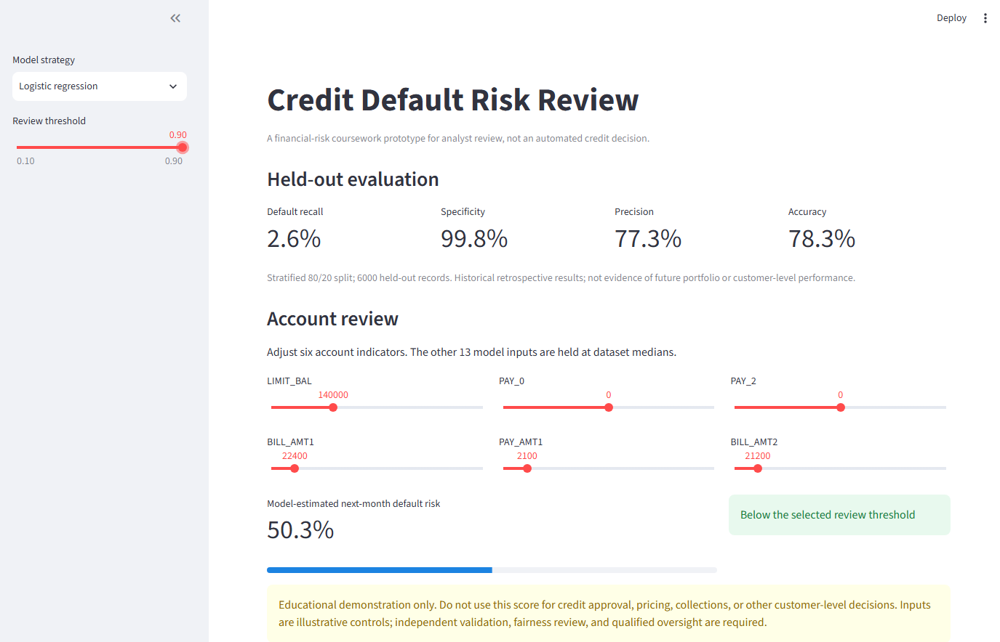 Deploy
Model strategy
Logistic regression
Review threshold
0.90
0.10
0.90
Credit Default Risk Review
A financial-risk coursework prototype for analyst review, not an automated credit decision.
Held-out evaluation
Default recall
2.6%
Specificity
99.8%
Precision
77.3%
Accuracy
78.3%
Stratified 80/20 split; 6000 held-out records. Historical retrospective results; not evidence of future portfolio or customer-level performance.
Account review
Adjust six account indicators. The other 13 model inputs are held at dataset medians.
LIMIT_BAL
140000
PAY_0
0
PAY_2
0
BILL_AMT1
22400
PAY_AMT1
2100
BILL_AMT2
21200
Model-estimated next-month default risk
50.3%
Below the selected review threshold
Educational demonstration only. Do not use this score for credit approval, pricing, collections, or other customer-level decisions. Inputs
are illustrative controls; independent validation, fairness review, and qualified oversight are required.